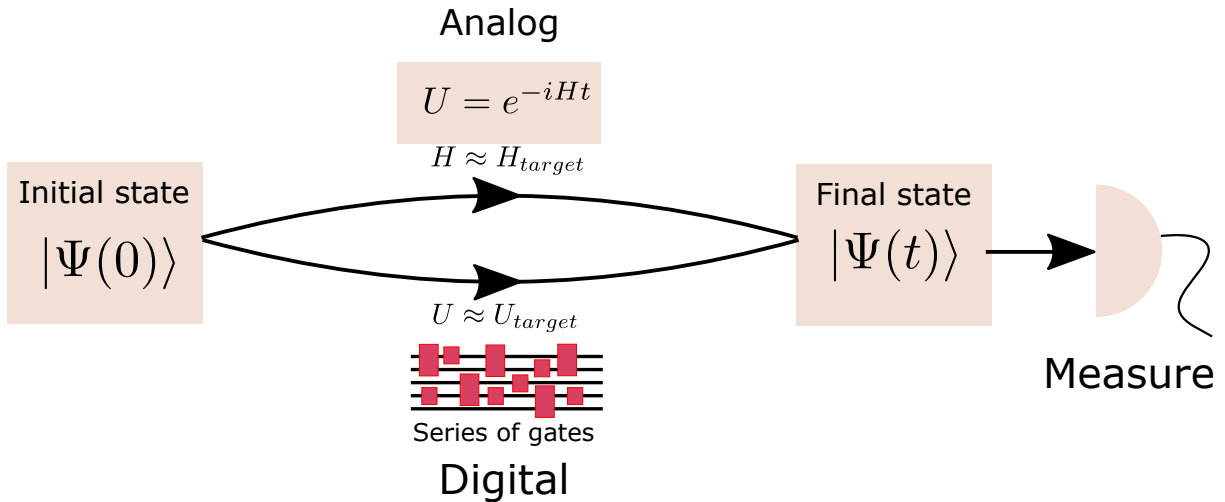 Analog
U = e^{-iHt}
H ≈ H_{target}
Initial state
|Ψ(0)⟩
Final state
|Ψ(t)⟩
U ≈ U_{target}
Series of gates
Digital
Measure